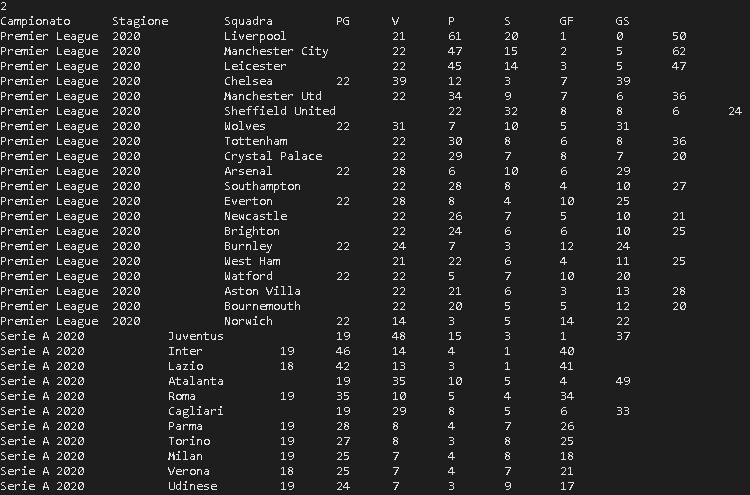 2
Campionato Stagione Squadra PG V P S GF GS
Premier League 2020 Liverpool 21 61 20 1 0 50
Premier League 2020 Manchester City 22 47 15 2 5 62
Premier League 2020 Leicester 22 45 14 3 5 47
Premier League 2020 Chelsea 22 39 12 3 7 39
Premier League 2020 Manchester Utd 22 34 9 7 6 36
Premier League 2020 Sheffield United 22 32 8 8 6 24
Premier League 2020 Wolves 22 31 7 10 5 31
Premier League 2020 Tottenham 22 30 8 6 8 36
Premier League 2020 Crystal Palace 22 29 7 8 7 20
Premier League 2020 Arsenal 22 28 6 10 6 29
Premier League 2020 Southampton 22 28 8 4 10 27
Premier League 2020 Everton 22 28 8 4 10 25
Premier League 2020 Newcastle 22 26 7 5 10 21
Premier League 2020 Brighton 22 24 6 6 10 25
Premier League 2020 Burnley 22 24 7 3 12 24
Premier League 2020 West Ham 21 22 6 4 11 25
Premier League 2020 Watford 22 22 5 7 10 20
Premier League 2020 Aston Villa 22 21 6 3 13 28
Premier League 2020 Bournemouth 22 20 5 5 12 20
Premier League 2020 Norwich 22 14 3 5 14 22
Serie A 2020 Juventus 19 48 15 3 1 37
Serie A 2020 Inter 19 46 14 4 1 40
Serie A 2020 Lazio 18 42 13 3 1 41
Serie A 2020 Atalanta 19 35 10 5 4 49
Serie A 2020 Roma 19 35 10 5 4 34
Serie A 2020 Cagliari 19 29 8 5 6 33
Serie A 2020 Parma 19 28 8 4 7 26
Serie A 2020 Torino 19 27 8 3 8 25
Serie A 2020 Milan 19 25 7 4 8 18
Serie A 2020 Verona 18 25 7 4 7 21
Serie A 2020 Udinese 19 24 7 3 9 17